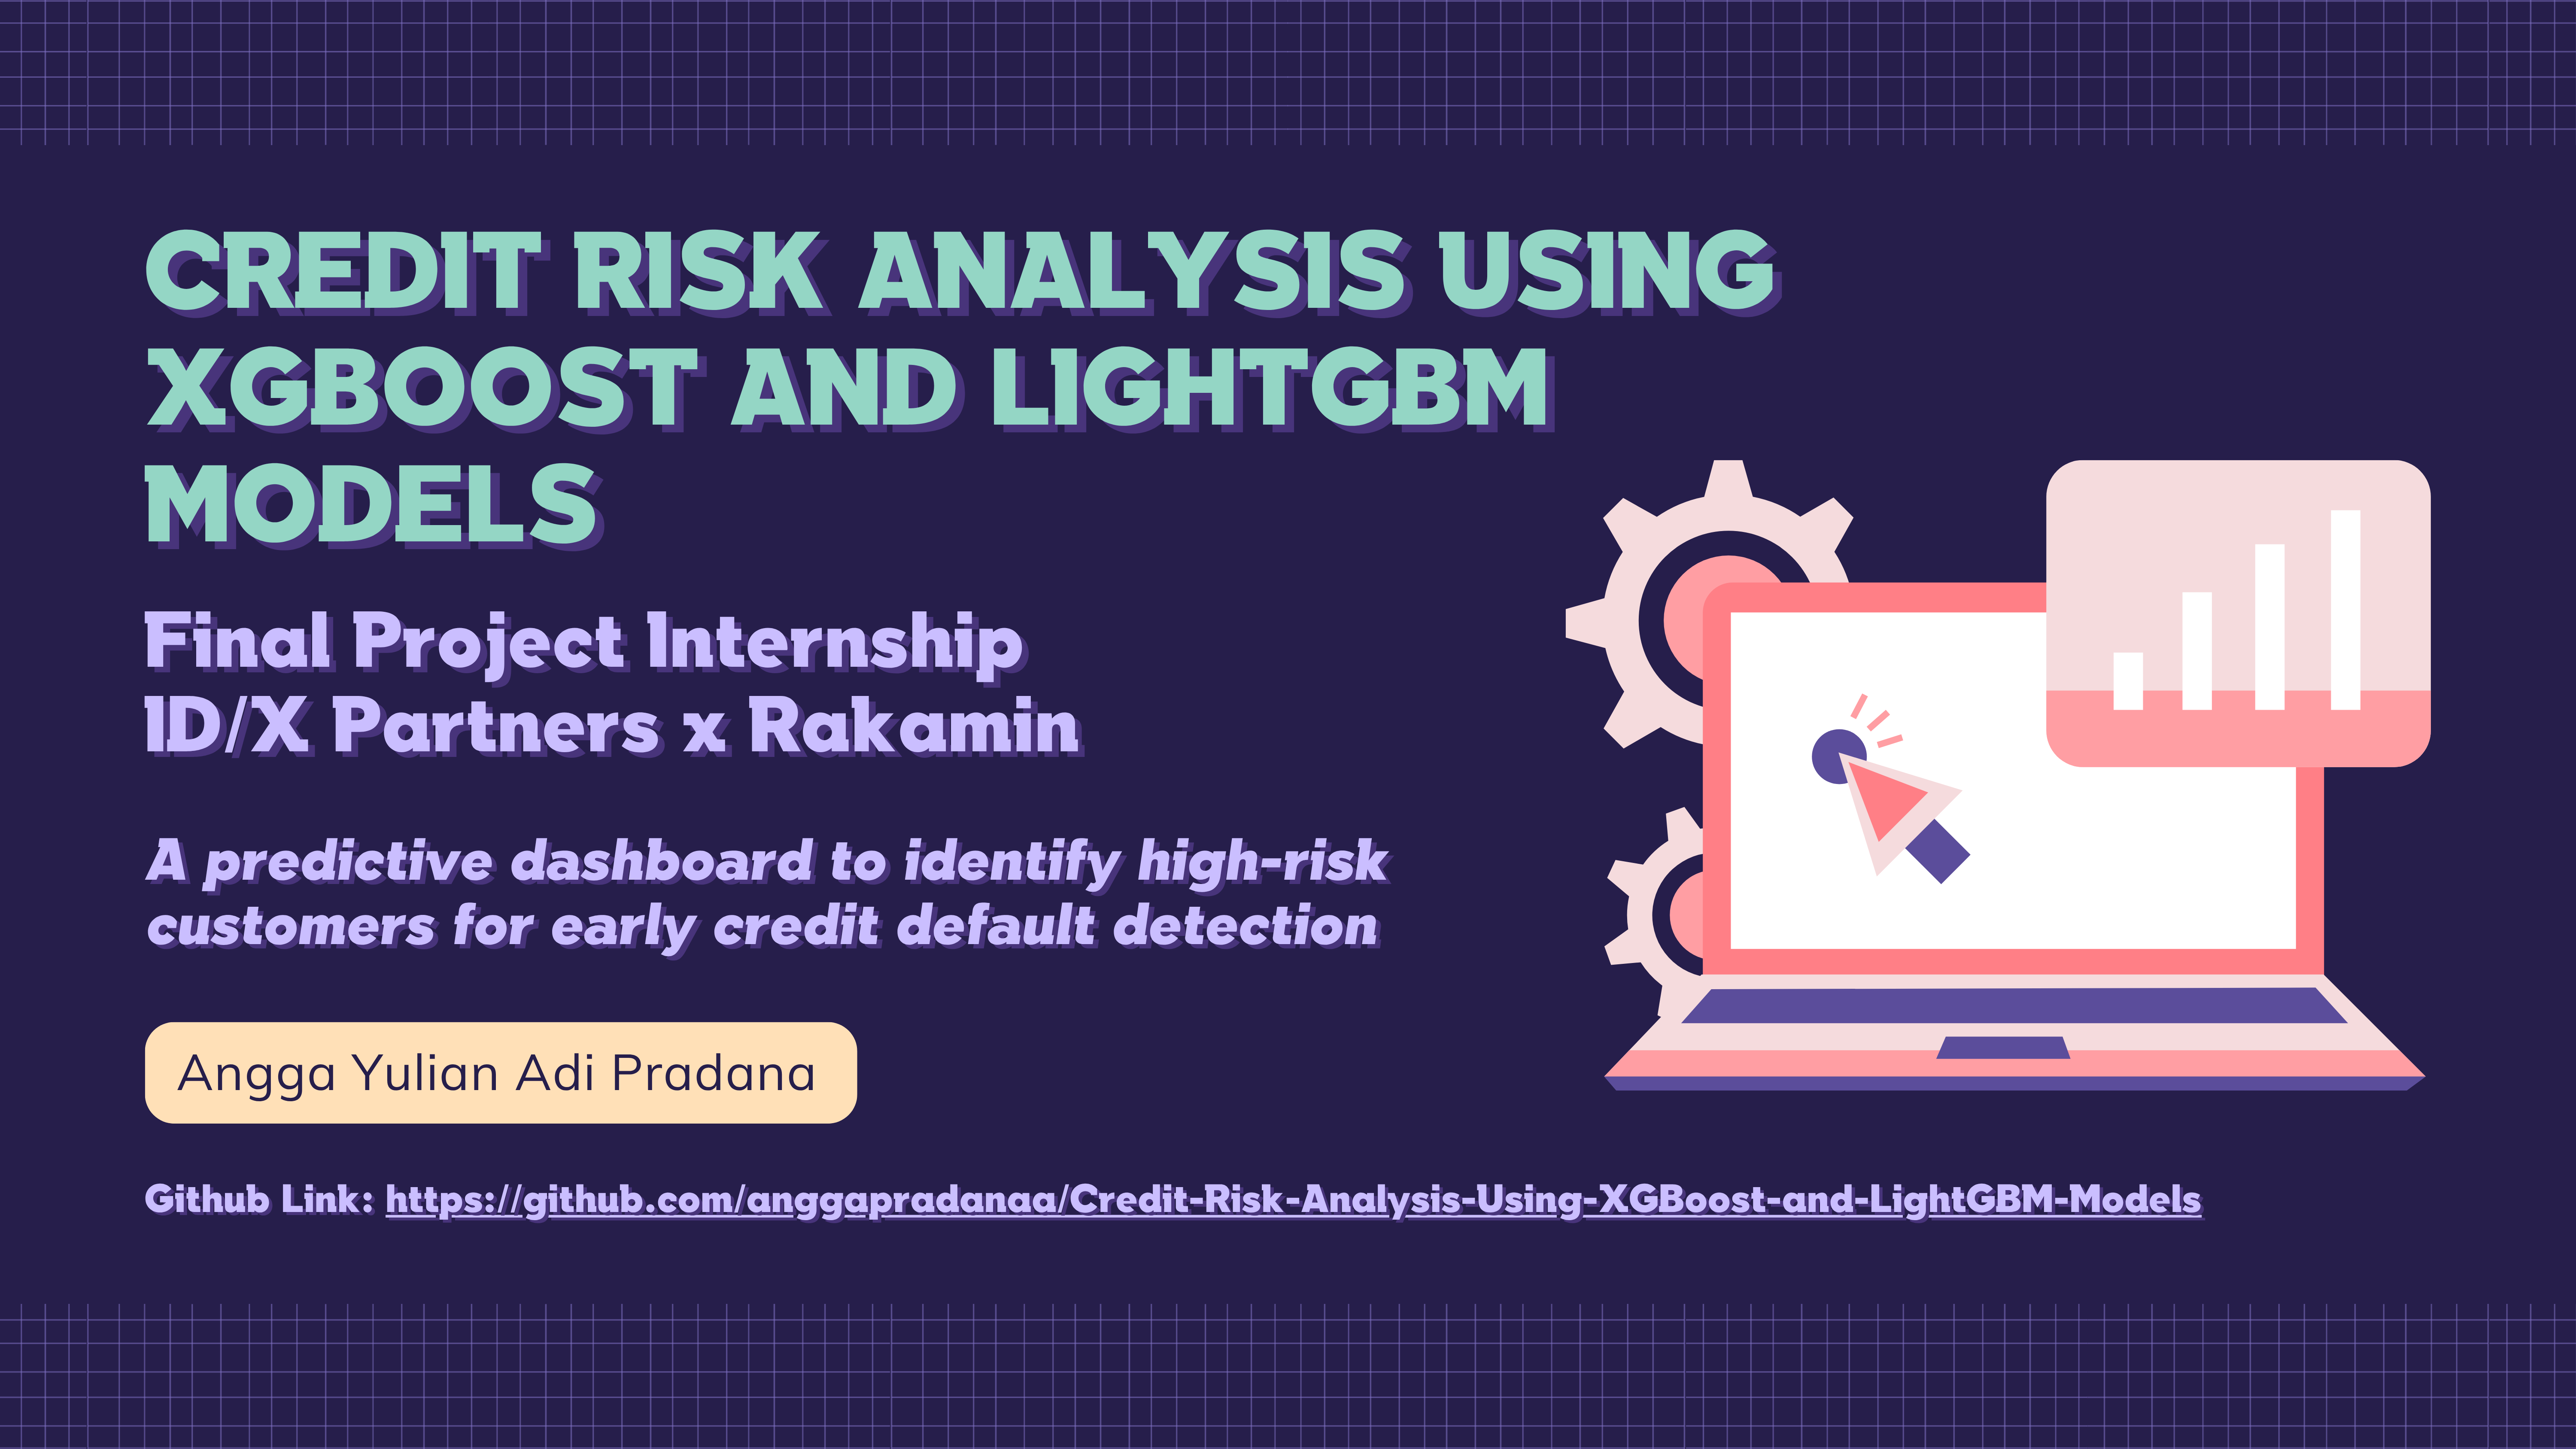 CREDIT RISK ANALYSIS USING
XGBOOST AND LIGHTGBM
MODELS
Final Project Internship
ID/X Partners x Rakamin
A predictive dashboard to identify high-risk
customers for early credit default detection
Angga Yulian Adi Pradana
Github Link: https://github.com/anggapradanaa/Credit-Risk-Analysis-Using-XGBoost-and-LightGBM-Models